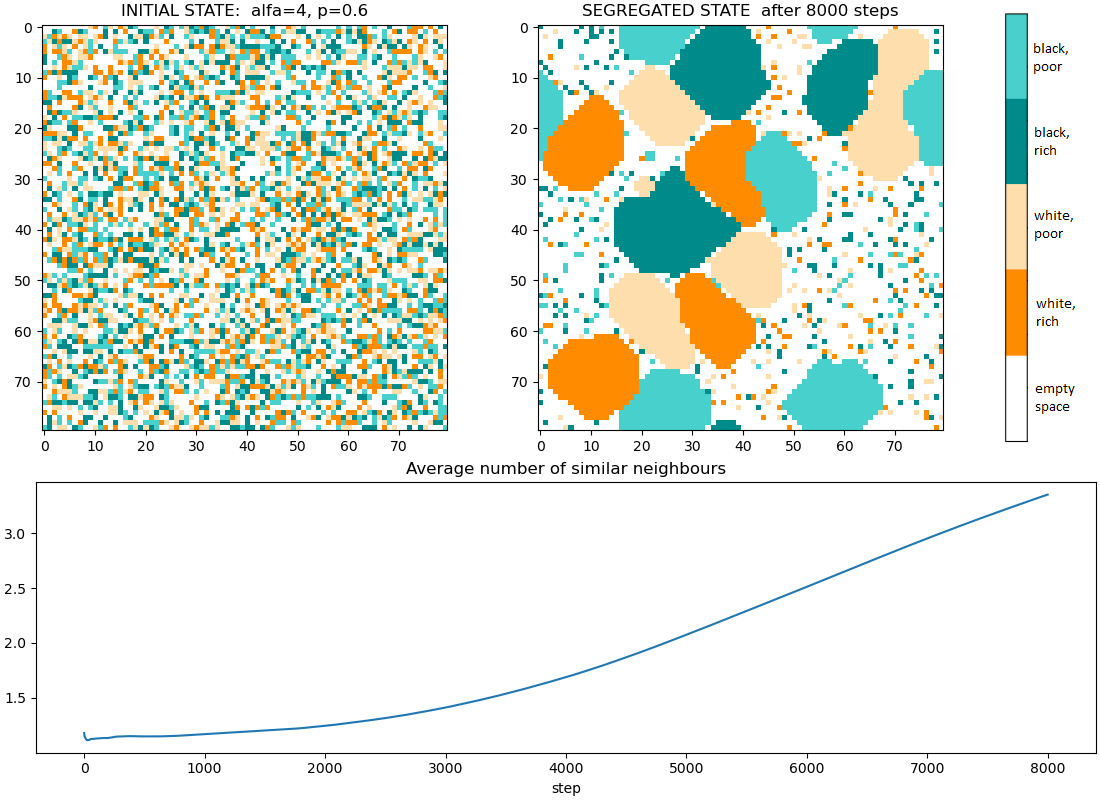 INITIAL STATE:  alfa=4, p=0.6
0
10
20
30
40
50
60
70
0 10 20 30 40 50 60 70
SEGREGATED STATE  after 8000 steps
0
10
20
30
40
50
60
70
0 10 20 30 40 50 60 70
black,
poor
black,
rich
white,
poor
white,
rich
empty
space
Average number of similar neighbours
3.0
2.5
2.0
1.5
0 1000 2000 3000 4000 5000 6000 7000 8000
step